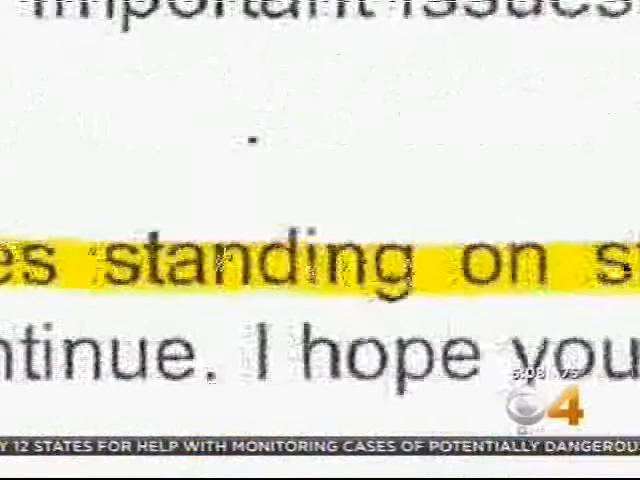 important issues
es standing on s
ntinue. I hope you
5:08 75
4
Y 12 STATES FOR HELP WITH MONITORING CASES OF POTENTIALLY DANGEROU